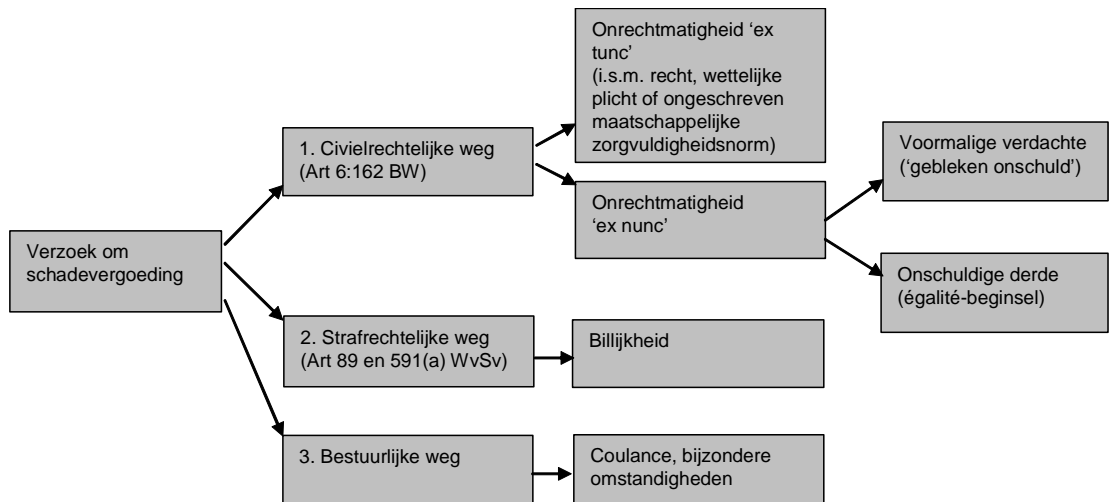 Verzoek om
schadevergoeding
1. Civielrechtelijke weg
(Art 6:162 BW)
Onrechtmatigheid ‘ex
tunc’
(i.s.m. recht, wettelijke
plicht of ongeschreven
maatschappelijke
zorgvuldigheidsnorm)
Onrechtmatigheid
‘ex nunc’
Voormalige verdachte
(‘gebleken onschuld’)
Onschuldige derde
(égalité-beginsel)
2. Strafrechtelijke weg
(Art 89 en 591(a) WvSv)
Billijkheid
3. Bestuurlijke weg
Coulance, bijzondere
omstandigheden